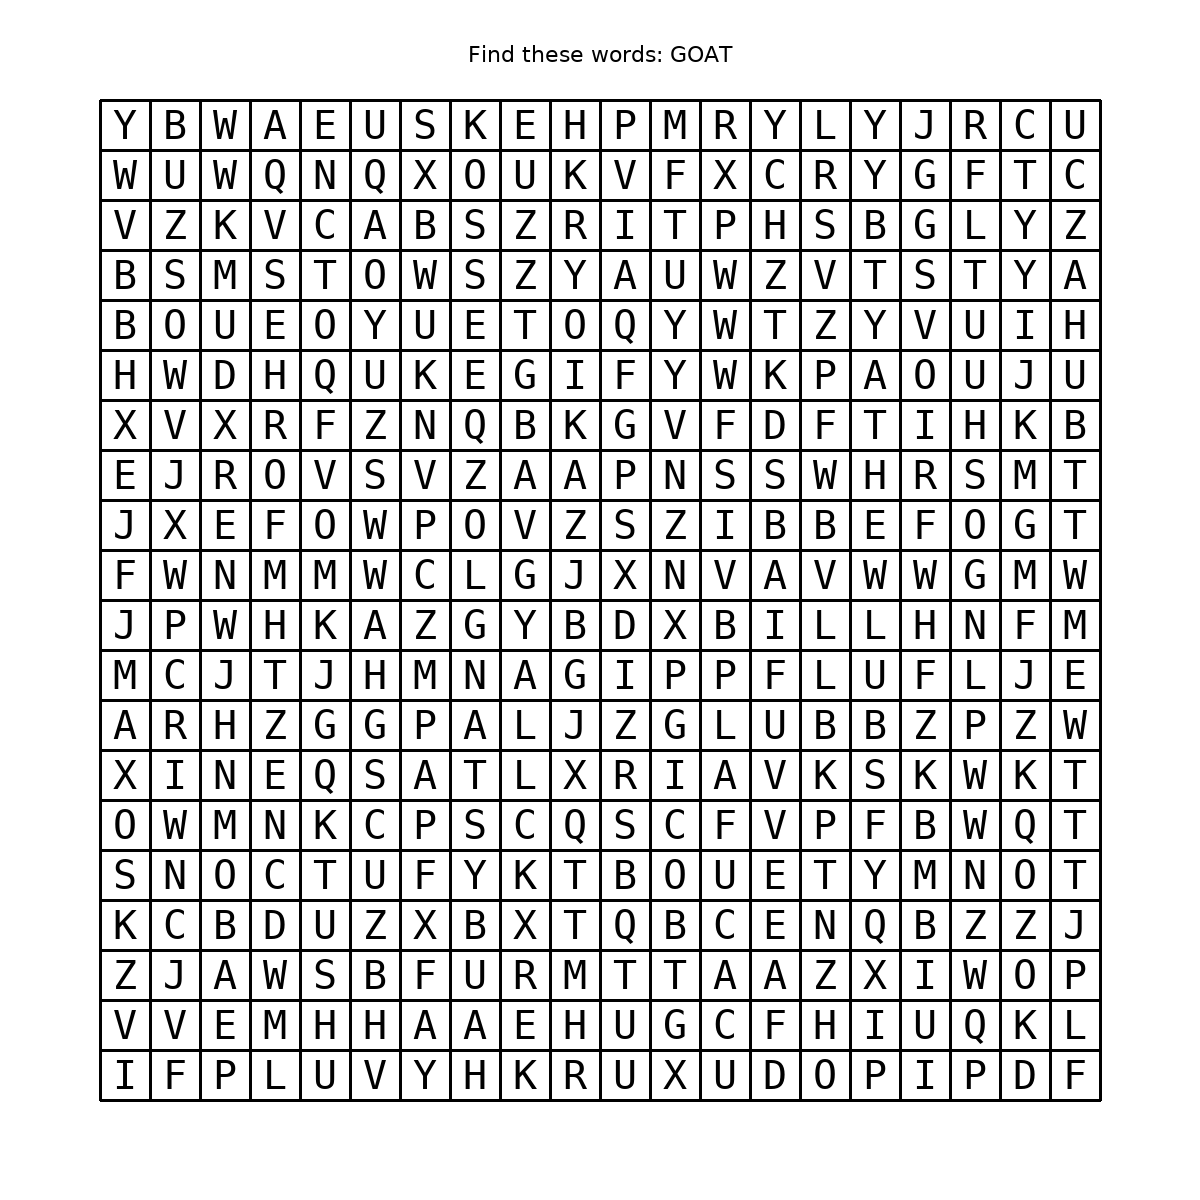 Find these words: GOAT
Y B W A E U S K E H P M R Y L Y J R C U
W U W Q N Q X O U K V F X C R Y G F T C
V Z K V C A B S Z R I T P H S B G L Y Z
B S M S T O W S Z Y A U W Z V T S T Y A
B O U E O Y U E T O Q Y W T Z Y V U I H
H W D H Q U K E G I F Y W K P A O U J U
X V X R F Z N Q B K G V F D F T I H K B
E J R O V S V Z A A P N S S W H R S M T
J X E F O W P O V Z S Z I B B E F O G T
F W N M M W C L G J X N V A V W W G M W
J P W H K A Z G Y B D X B I L L H N F M
M C J T J H M N A G I P P F L U F L J E
A R H Z G G P A L J Z G L U B B Z P Z W
X I N E Q S A T L X R I A V K S K W K T
O W M N K C P S C Q S C F V P F B W Q T
S N O C T U F Y K T B O U E T Y M N O T
K C B D U Z X B X T Q B C E N Q B Z Z J
Z J A W S B F U R M T T A A Z X I W O P
V V E M H H A A E H U G C F H I U Q K L
I F P L U V Y H K R U X U D O P I P D F